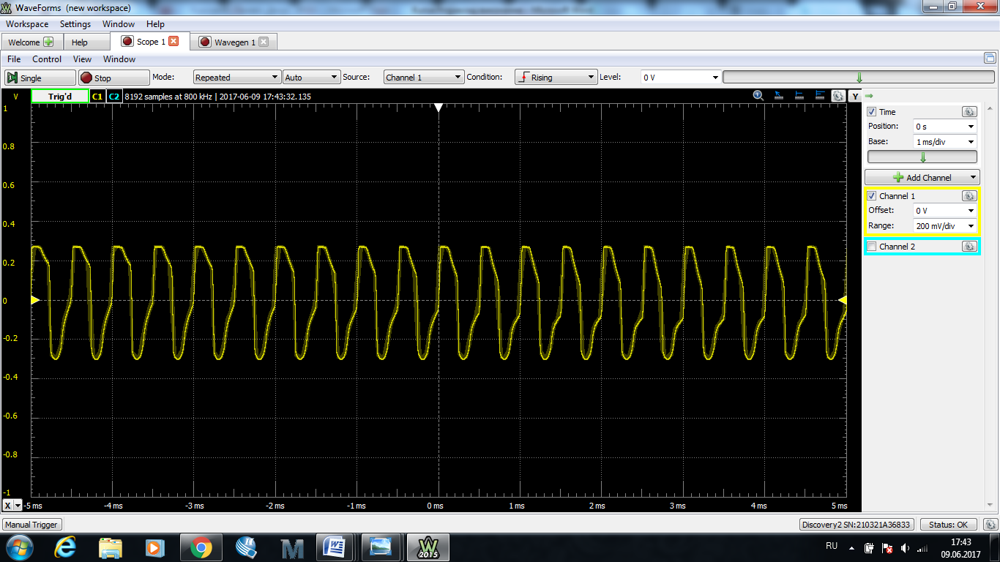 WaveForms (new workspace)
Workspace Settings Window Help
Welcome Help Scope 1 Wavegen 1
File Control View Window
Single Stop Mode: Repeated Auto Source: Channel 1 Condition: Rising Level: 0 V
V Trig'd C1 C2 8192 samples at 800 kHz | 2017-06-09 17:43:32.135 Y
1
0.8
0.6
0.4
0.2
0
-0.2
-0.4
-0.6
-0.8
-1
X -5 ms -4 ms -3 ms -2 ms -1 ms 0 ms 1 ms 2 ms 3 ms 4 ms 5 ms
Time
Position: 0 s
Base: 1 ms/div
Add Channel
Channel 1
Offset: 0 V
Range: 200 mV/div
Channel 2
Manual Trigger Discovery2 SN:210321A36833 Status: OK
W 2015 RU 17:43
09.06.2017